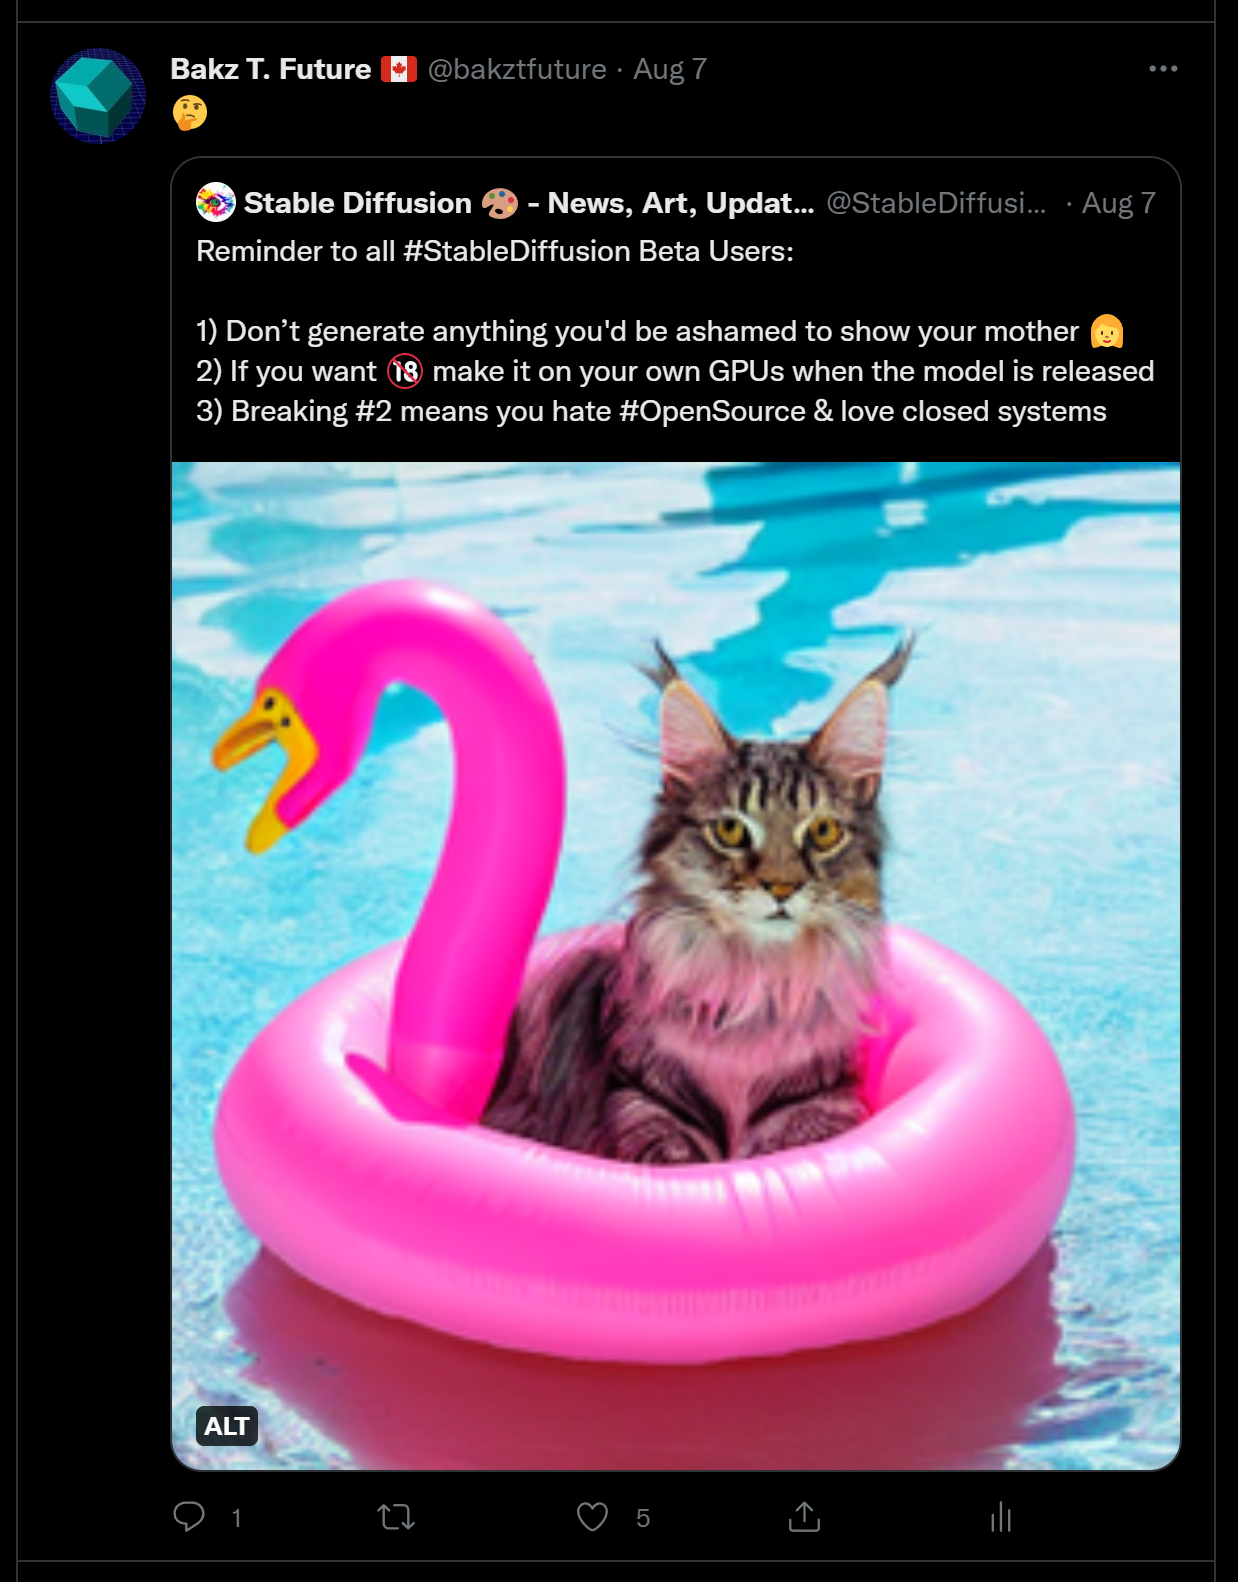 Bakz T. Future 🇨🇦 @bakztfuture · Aug 7
🤔
Stable Diffusion 🎨 - News, Art, Updat... @StableDiffusi... · Aug 7
Reminder to all #StableDiffusion Beta Users:
1) Don’t generate anything you'd be ashamed to show your mother 👩
2) If you want 🔞 make it on your own GPUs when the model is released
3) Breaking #2 means you hate #OpenSource & love closed systems
ALT
1 5